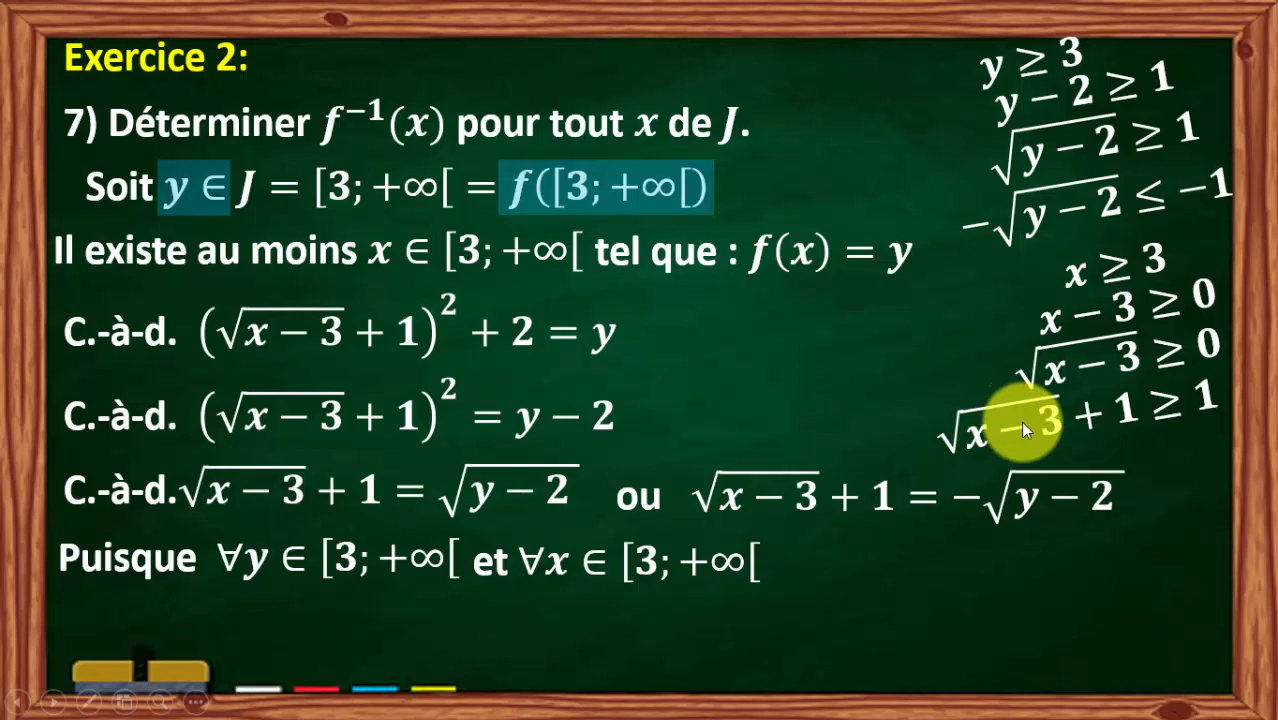 Exercice 2:
7) Déterminer f⁻¹(x) pour tout x de J.
Soit y ∈ J = [3; +∞[ = f([3; +∞[)
Il existe au moins x ∈ [3; +∞[ tel que : f(x) = y
C.-à-d. (√(x − 3) + 1)² + 2 = y
C.-à-d. (√(x − 3) + 1)² = y − 2
C.-à-d. √(x − 3) + 1 = √(y − 2) ou √(x − 3) + 1 = −√(y − 2)
Puisque ∀y ∈ [3; +∞[ et ∀x ∈ [3; +∞[
y ≥ 3
y − 2 ≥ 1
√(y − 2) ≥ 1
−√(y − 2) ≤ −1
x ≥ 3
x − 3 ≥ 0
√(x − 3) ≥ 0
√(x − 3) + 1 ≥ 1